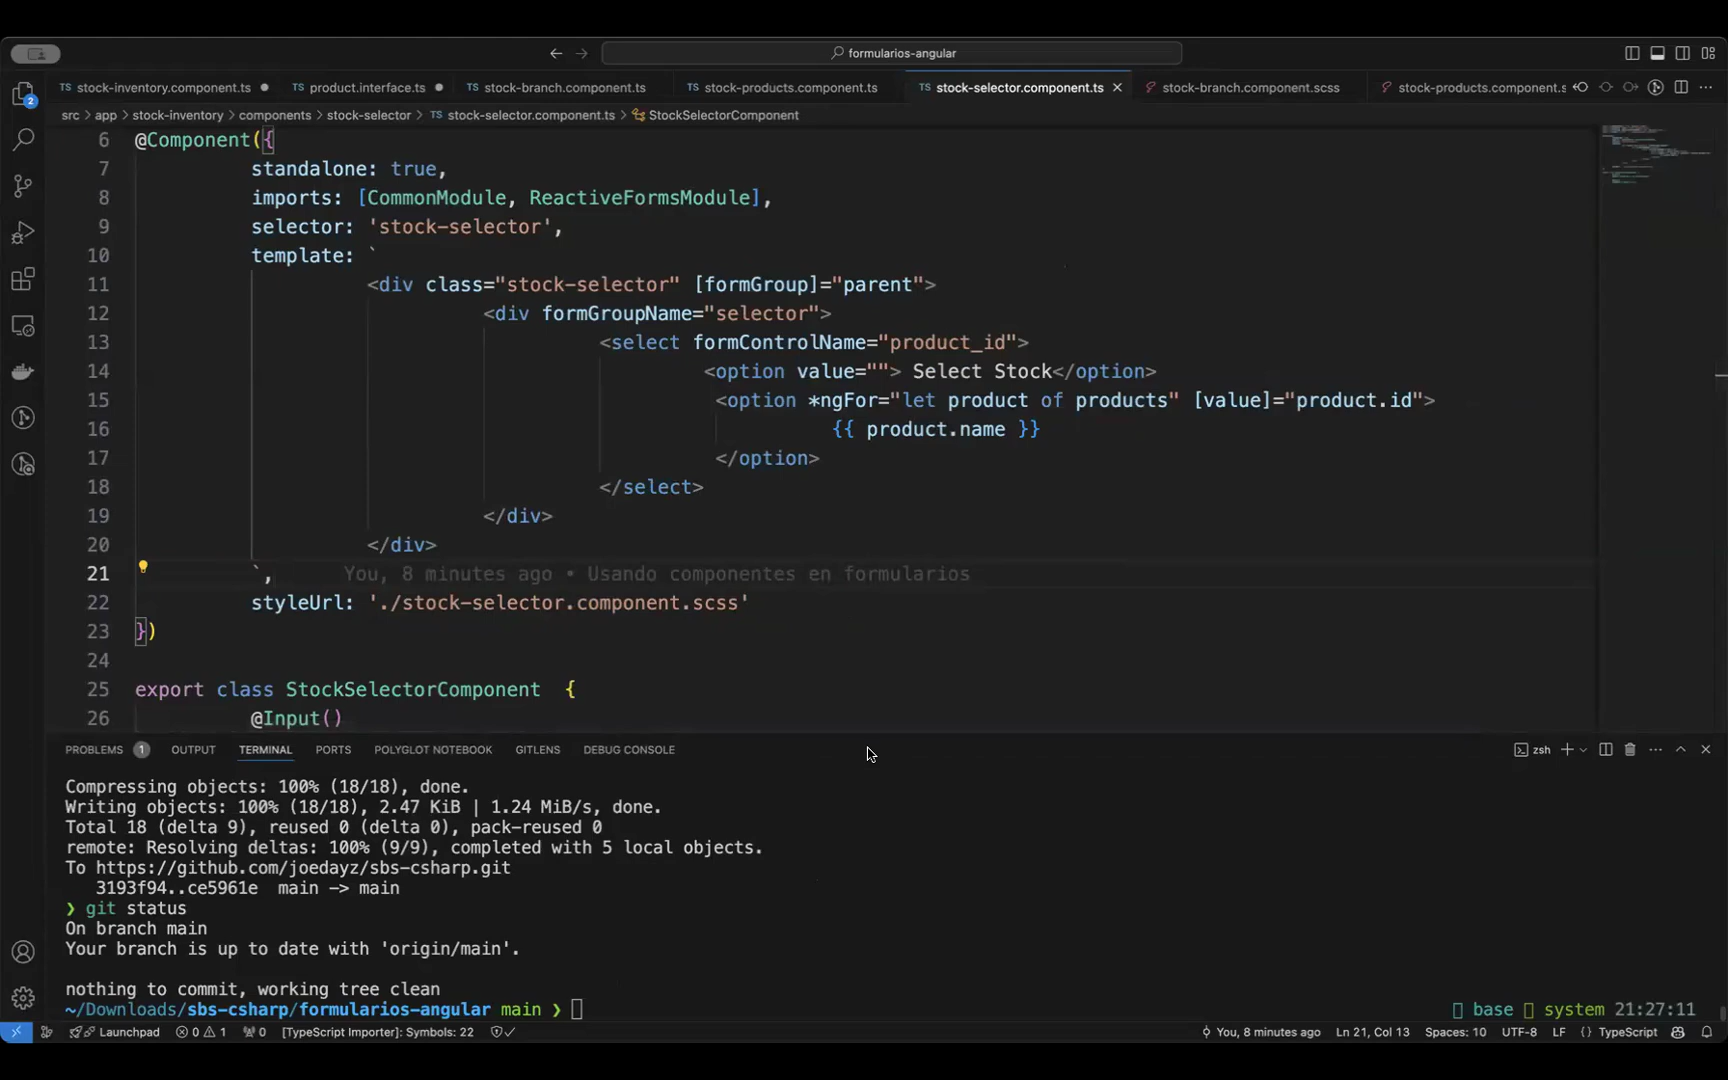 formularios-angular
TS stock-inventory.component.ts
TS product.interface.ts
TS stock-branch.component.ts
TS stock-products.component.ts
TS stock-selector.component.ts
stock-branch.component.scss
stock-products.component.s
2
src > app > stock-inventory > components > stock-selector > TS stock-selector.component.ts > StockSelectorComponent
6 @Component({
7 standalone: true,
8 imports: [CommonModule, ReactiveFormsModule],
9 selector: 'stock-selector',
10 template: `
11 <div class="stock-selector" [formGroup]="parent">
12 <div formGroupName="selector">
13 <select formControlName="product_id">
14 <option value=""> Select Stock</option>
15 <option *ngFor="let product of products" [value]="product.id">
16 {{ product.name }}
17 </option>
18 </select>
19 </div>
20 </div>
21 `, You, 8 minutes ago • Usando componentes en formularios
22 styleUrl: './stock-selector.component.scss'
23 })
24
25 export class StockSelectorComponent {
26 @Input()
PROBLEMS 1 OUTPUT TERMINAL PORTS POLYGLOT NOTEBOOK GITLENS DEBUG CONSOLE
zsh
Compressing objects: 100% (18/18), done.
Writing objects: 100% (18/18), 2.47 KiB | 1.24 MiB/s, done.
Total 18 (delta 9), reused 0 (delta 0), pack-reused 0
remote: Resolving deltas: 100% (9/9), completed with 5 local objects.
To https://github.com/joedayz/sbs-csharp.git
3193f94..ce5961e main -> main
❯ git status
On branch main
Your branch is up to date with 'origin/main'.
nothing to commit, working tree clean
~/Downloads/sbs-csharp/formularios-angular main ❯
base system 21:27:11
Launchpad 0 1 0 [TypeScript Importer]: Symbols: 22
You, 8 minutes ago Ln 21, Col 13 Spaces: 10 UTF-8 LF {} TypeScript